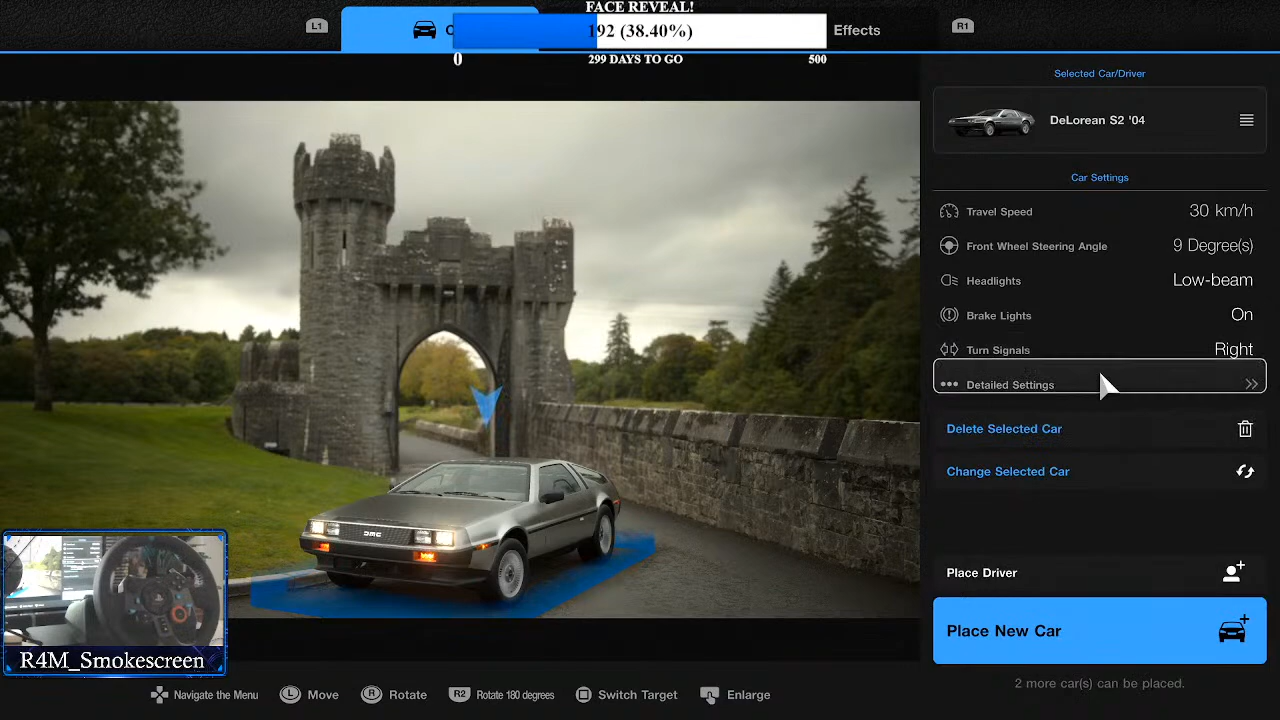 FACE REVEAL!
L1
192 (38.40%)
Effects
R1
0
299 DAYS TO GO
500
Selected Car/Driver
DeLorean S2 '04
Car Settings
Travel Speed 30 km/h
Front Wheel Steering Angle 9 Degree(s)
Headlights Low-beam
Brake Lights On
Turn Signals Right
Detailed Settings
Delete Selected Car
Change Selected Car
Place Driver
Place New Car
2 more car(s) can be placed.
DMC
R4M_Smokescreen
Navigate the Menu L Move R Rotate R2 Rotate 180 degrees Switch Target Enlarge